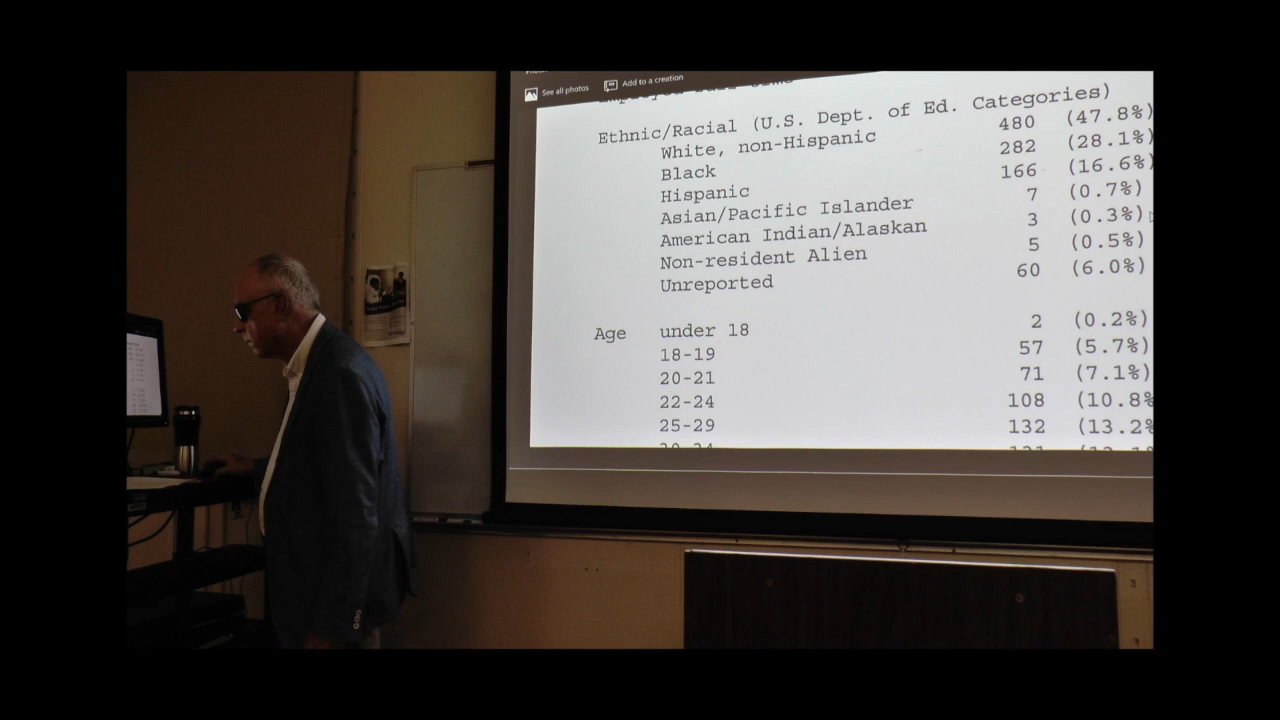 See all photos Add to a creation
Ethnic/Racial (U.S. Dept. of Ed. Categories)
White, non-Hispanic 480 (47.8%)
Black 282 (28.1%)
Hispanic 166 (16.6%)
Asian/Pacific Islander 7 (0.7%)
American Indian/Alaskan 3 (0.3%)
Non-resident Alien 5 (0.5%)
Unreported 60 (6.0%)
Age under 18 2 (0.2%)
18-19 57 (5.7%)
20-21 71 (7.1%)
22-24 108 (10.8%
25-29 132 (13.2%